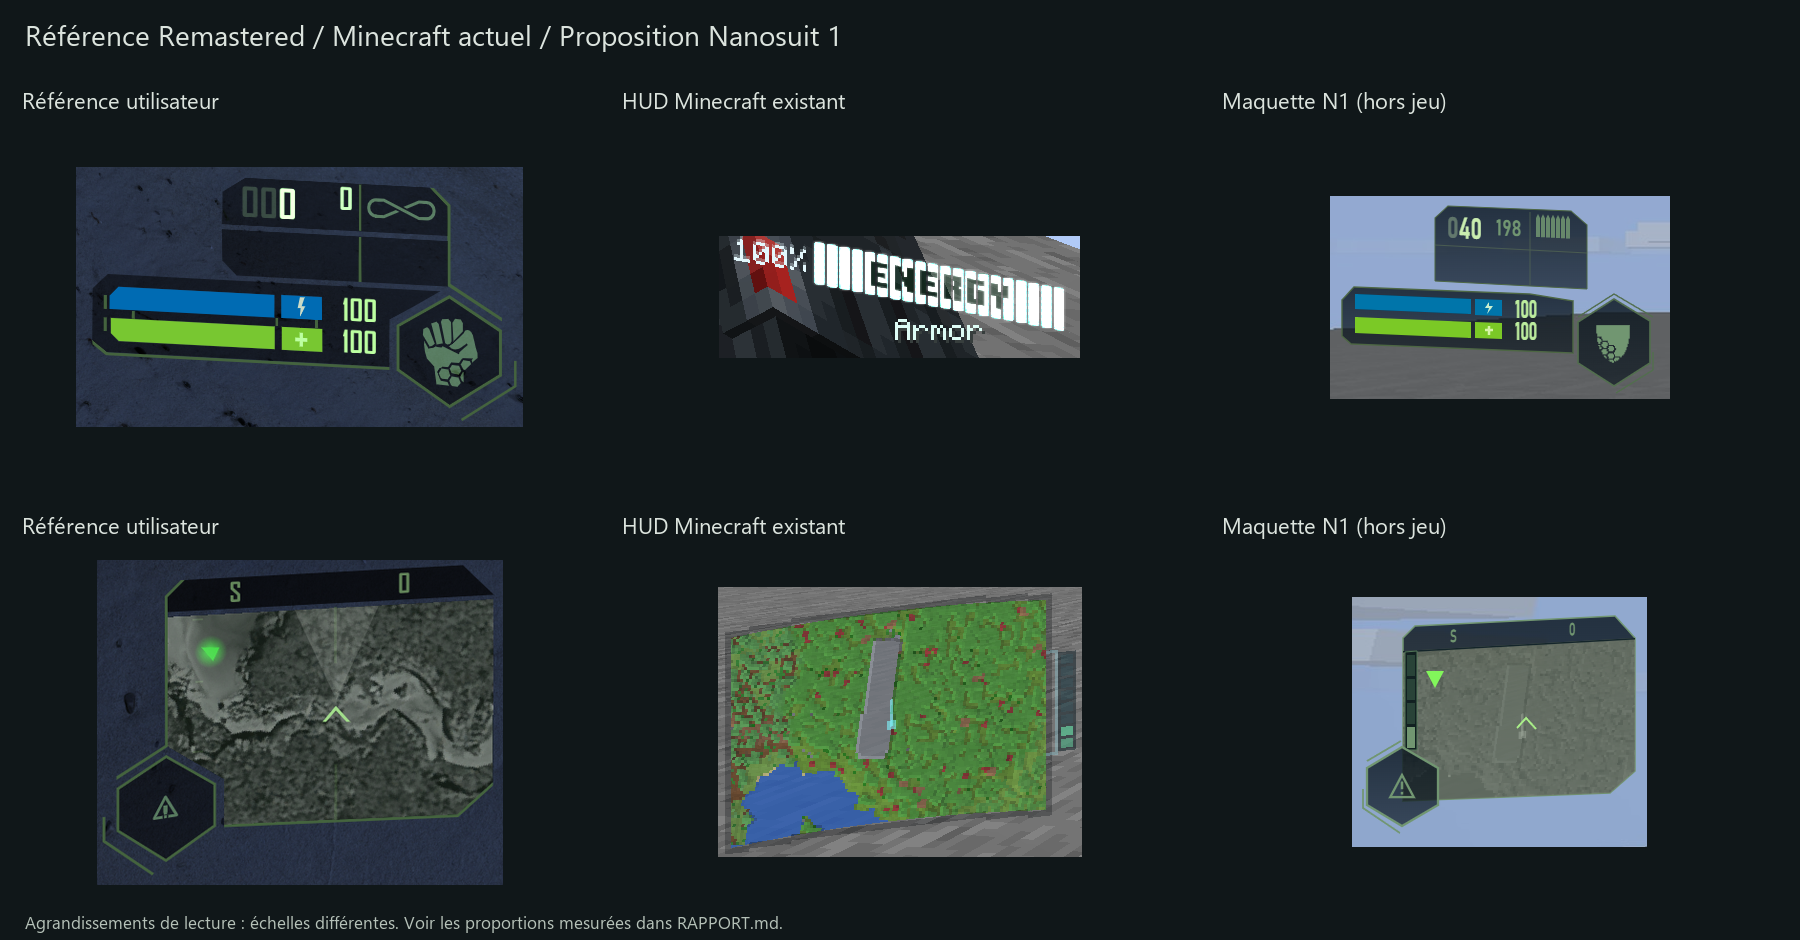 Référence Remastered / Minecraft actuel / Proposition Nanosuit 1
Référence utilisateur
HUD Minecraft existant
Maquette N1 (hors jeu)
000 0
100
100
100%
ENERGY
Armor
040 198
100
100
Référence utilisateur
HUD Minecraft existant
Maquette N1 (hors jeu)
S 0
S 0
Agrandissements de lecture : échelles différentes. Voir les proportions mesurées dans RAPPORT.md.